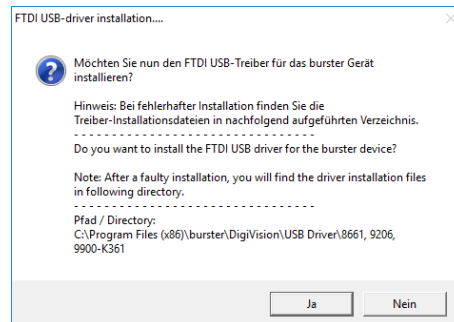 FTDI USB-driver installation....
Möchten Sie nun den FTDI USB-Treiber für das burster Gerät
installieren?
Hinweis: Bei fehlerhafter Installation finden Sie die
Treiber-Installationsdateien in nachfolgend aufgeführten Verzeichnis.
- - - - - - - - - - - - - - - - - - - - - - - - - - - - - - - - -
Do you want to install the FTDI USB driver for the burster device?
Note: After a faulty installation, you will find the driver installation files
in following directory.
- - - - - - - - - - - - - - - - - - - - - - - - - - - - - - - - -
Pfad / Directory:
C:\Program Files (x86)\burster\DigiVision\USB Driver\8661, 9206,
9900-K361
Ja
Nein